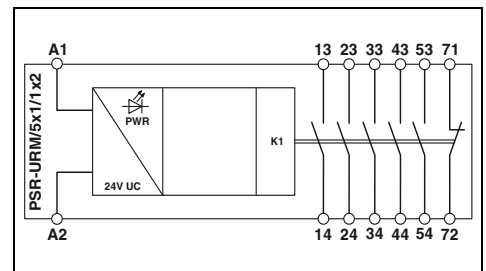 A1 13 23 33 43 53 71
PSR-URM/5x1/1x2
PWR
K1
24V UC
A2 14 24 34 44 54 72